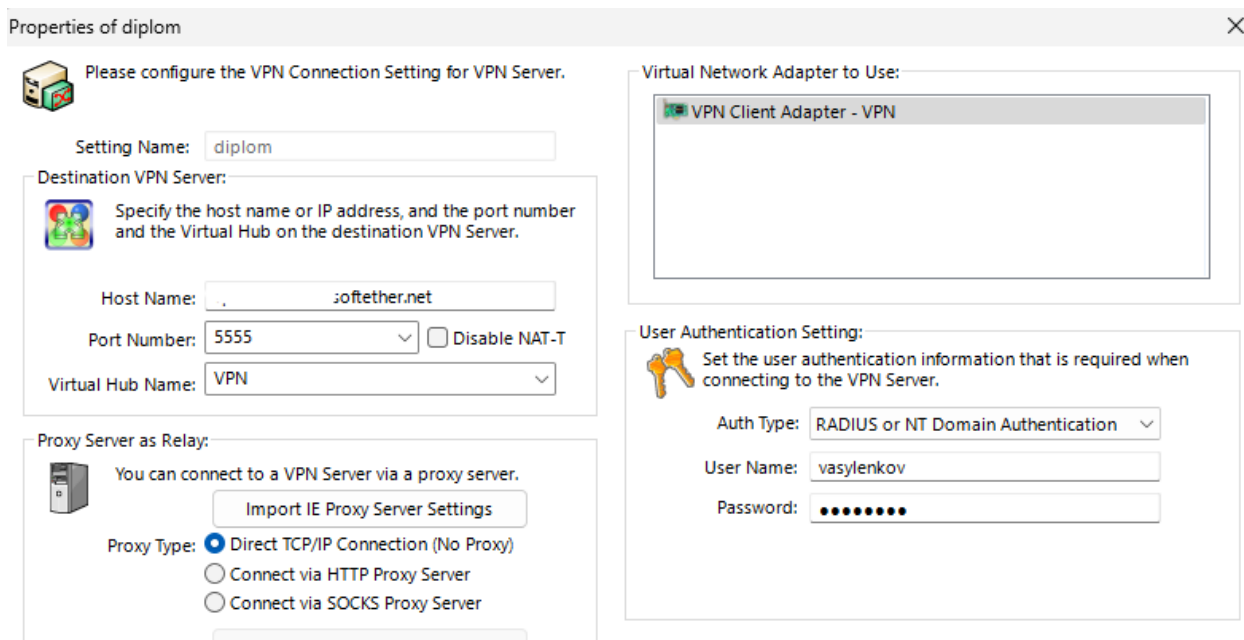 Properties of diplom
Please configure the VPN Connection Setting for VPN Server.
Setting Name: diplom
Destination VPN Server:
Specify the host name or IP address, and the port number
and the Virtual Hub on the destination VPN Server.
Host Name: softether.net
Port Number: 5555 Disable NAT-T
Virtual Hub Name: VPN
Proxy Server as Relay:
You can connect to a VPN Server via a proxy server.
Import IE Proxy Server Settings
Proxy Type: Direct TCP/IP Connection (No Proxy)
Connect via HTTP Proxy Server
Connect via SOCKS Proxy Server
Virtual Network Adapter to Use:
VPN Client Adapter - VPN
User Authentication Setting:
Set the user authentication information that is required when
connecting to the VPN Server.
Auth Type: RADIUS or NT Domain Authentication
User Name: vasylenkov
Password: ●●●●●●●●